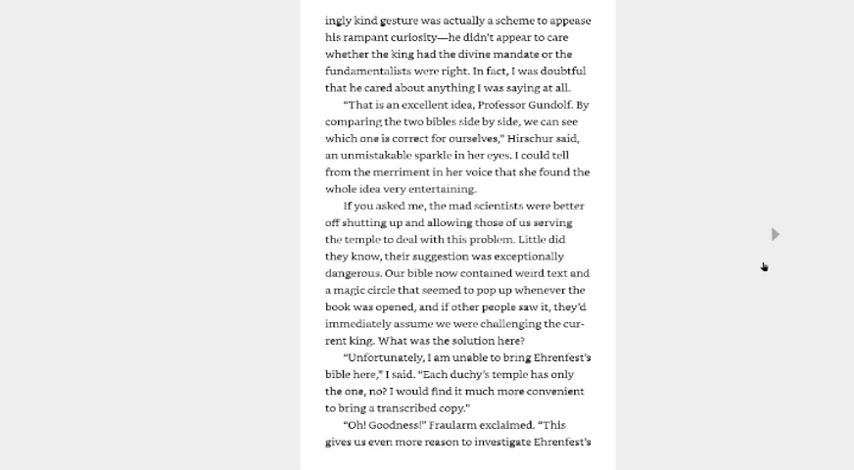 ingly kind gesture was actually a scheme to appease
his rampant curiosity—he didn't appear to care
whether the king had the divine mandate or the
fundamentalists were right. In fact, I was doubtful
that he cared about anything I was saying at all.
"That is an excellent idea, Professor Gundolf. By
comparing the two bibles side by side, we can see
which one is correct for ourselves," Hirschur said,
an unmistakable sparkle in her eyes. I could tell
from the merriment in her voice that she found the
whole idea very entertaining.
If you asked me, the mad scientists were better
off shutting up and allowing those of us serving
the temple to deal with this problem. Little did
they know, their suggestion was exceptionally
dangerous. Our bible now contained weird text and
a magic circle that seemed to pop up whenever the
book was opened, and if other people saw it, they'd
immediately assume we were challenging the cur-
rent king. What was the solution here?
"Unfortunately, I am unable to bring Ehrenfest's
bible here," I said. "Each duchy's temple has only
the one, no? I would find it much more convenient
to bring a transcribed copy."
"Oh! Goodness!" Fraularm exclaimed. "This
gives us even more reason to investigate Ehrenfest's